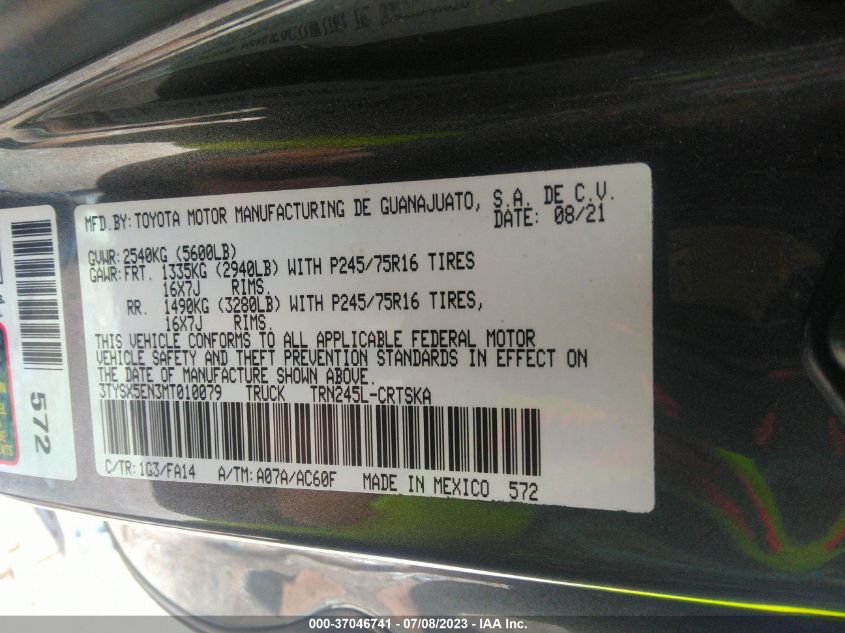 MFD.BY:TOYOTA MOTOR MANUFACTURING DE GUANAJUATO, S.A. DE C.V.
DATE: 08/21
GVWR:2540KG (5600LB)
GAWR:FRT. 1335KG (2940LB) WITH P245/75R16 TIRES
16X7J RIMS.
RR. 1490KG (3280LB) WITH P245/75R16 TIRES,
16X7J RIMS.
THIS VEHICLE CONFORMS TO ALL APPLICABLE FEDERAL MOTOR
VEHICLE SAFETY AND THEFT PREVENTION STANDARDS IN EFFECT ON
THE DATE OF MANUFACTURE SHOWN ABOVE.
3TYSX5EN3MT010079 TRUCK TRN245L-CRTSKA
C/TR:1G3/FA14 A/TM:A07A/AC60F MADE IN MEXICO 572
572
000-37046741 / 07/08/2023 - IAA Inc.